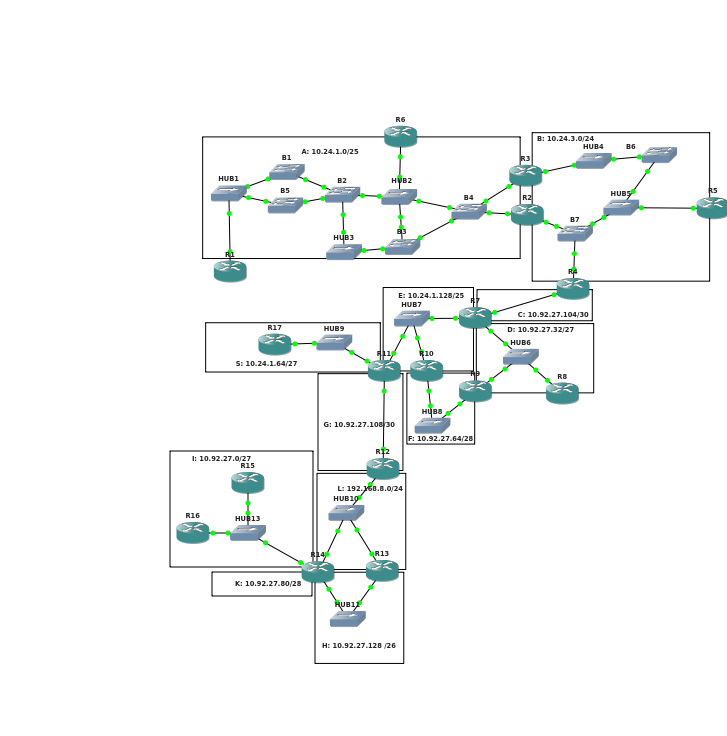 R6
B: 10.24.3.0/24
A: 10.24.1.0/25
HUB4
B6
B1
R3
HUB1
B2
HUB2
B5
B4
R2
HUB5
R5
B7
HUB3
B3
R1
R4
E: 10.24.1.128/25
R7
HUB7
C: 10.92.27.104/30
R17
HUB9
D: 10.92.27.32/27
HUB6
S: 10.24.1.64/27
R11
R10
R9
R8
HUB8
G: 10.92.27.108/30
F: 10.92.27.64/28
R12
I: 10.92.27.0/27
R15
L: 192.168.8.0/24
HUB10
R16
HUB13
R14
R13
K: 10.92.27.80/28
HUB11
H: 10.92.27.128 /26